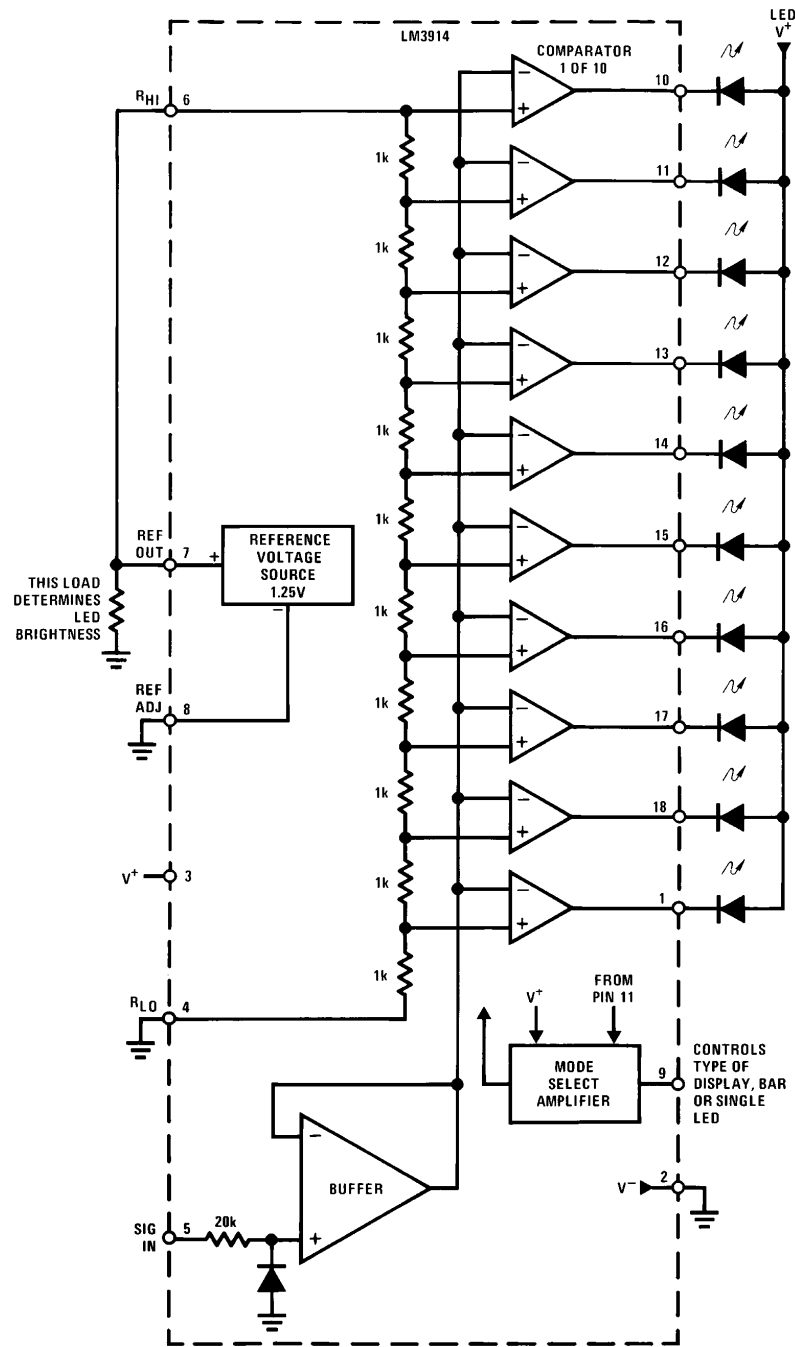 LED
V+
LM3914
COMPARATOR
1 OF 10
−
+
10
RHI
6
1k
−
+
11
1k
−
+
12
1k
−
+
13
1k
−
+
14
1k
−
+
15
REF
OUT
7
+
REFERENCE
VOLTAGE
SOURCE
1.25V
−
THIS LOAD
DETERMINES
LED
BRIGHTNESS
1k
−
+
16
1k
−
+
17
REF
ADJ
8
1k
−
+
18
V+
3
1k
−
+
1
1k
RLO
4
V+
FROM
PIN 11
MODE
SELECT
AMPLIFIER
9
CONTROLS
TYPE OF
DISPLAY, BAR
OR SINGLE
LED
−
BUFFER
+
V−
2
SIG
IN
5
20k